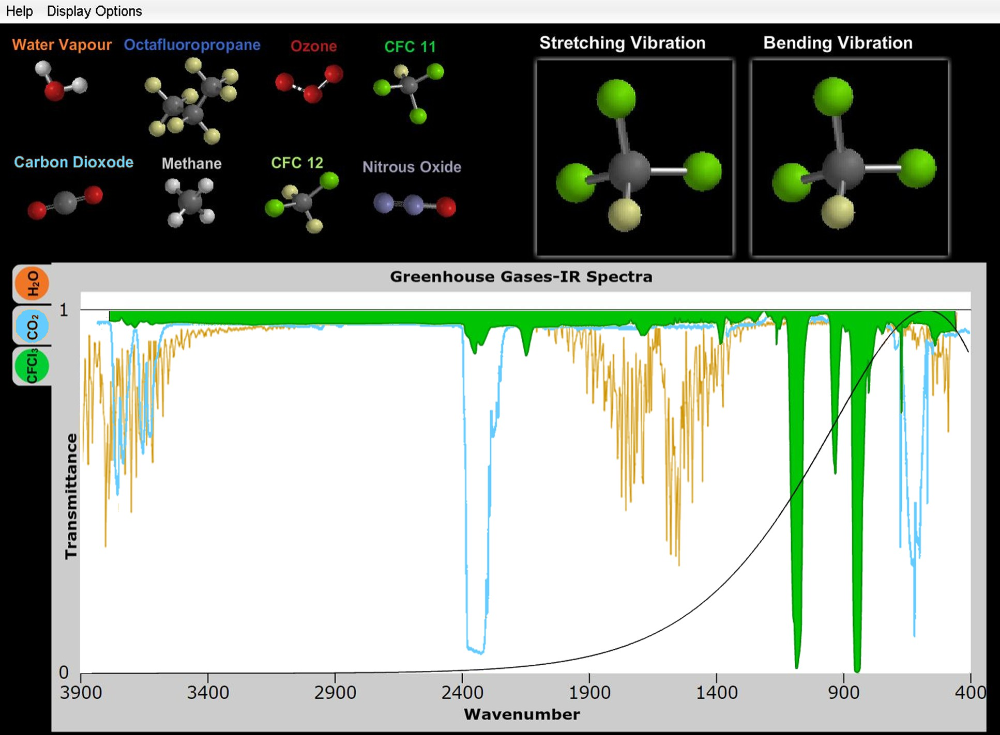 Help Display Options
Water Vapour Octafluoropropane Ozone CFC 11
Stretching Vibration Bending Vibration
Carbon Dioxode Methane CFC 12 Nitrous Oxide
Greenhouse Gases-IR Spectra
H₂O
CO₂
CFCl₃
1
Transmittance
0
3900 3400 2900 2400 1900 1400 900 400
Wavenumber